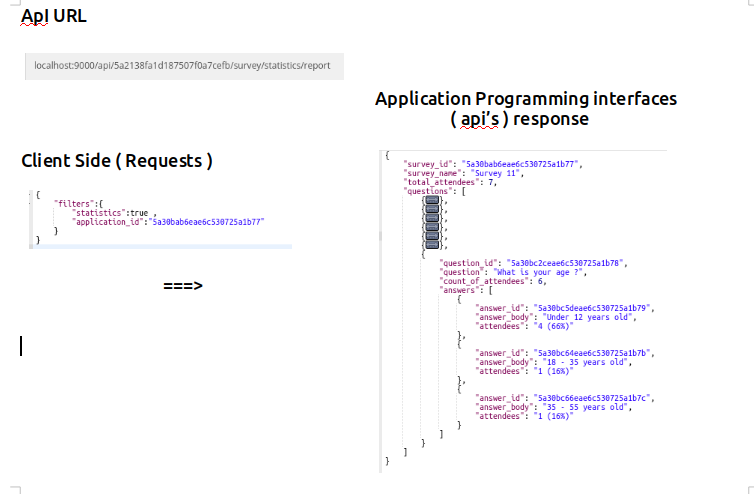 ApI URL
localhost:9000/api/5a2138fa1d187507f0a7cefb/survey/statistics/report
Client Side ( Requests )
{
"filters":{
"statistics":true ,
"application_id":"5a30bab6eae6c530725a1b77"
}
}
===>
Application Programming interfaces
( api's ) response
{
"survey_id": "5a30bab6eae6c530725a1b77",
"survey_name": "Survey 11",
"total_attendees": 7,
"questions": [
{ },
{ },
{ },
{ },
{ },
{ },
{
"question_id": "5a30bc2ceae6c530725a1b78",
"question": "What is your age ?",
"count_of_attendees": 6,
"answers": [
{
"answer_id": "5a30bc5deae6c530725a1b79",
"answer_body": "Under 12 years old",
"attendees": "4 (66%)"
},
{
"answer_id": "5a30bc64eae6c530725a1b7b",
"answer_body": "18 - 35 years old",
"attendees": "1 (16%)"
},
{
"answer_id": "5a30bc66eae6c530725a1b7c",
"answer_body": "35 - 55 years old",
"attendees": "1 (16%)"
}
]
}
]
}